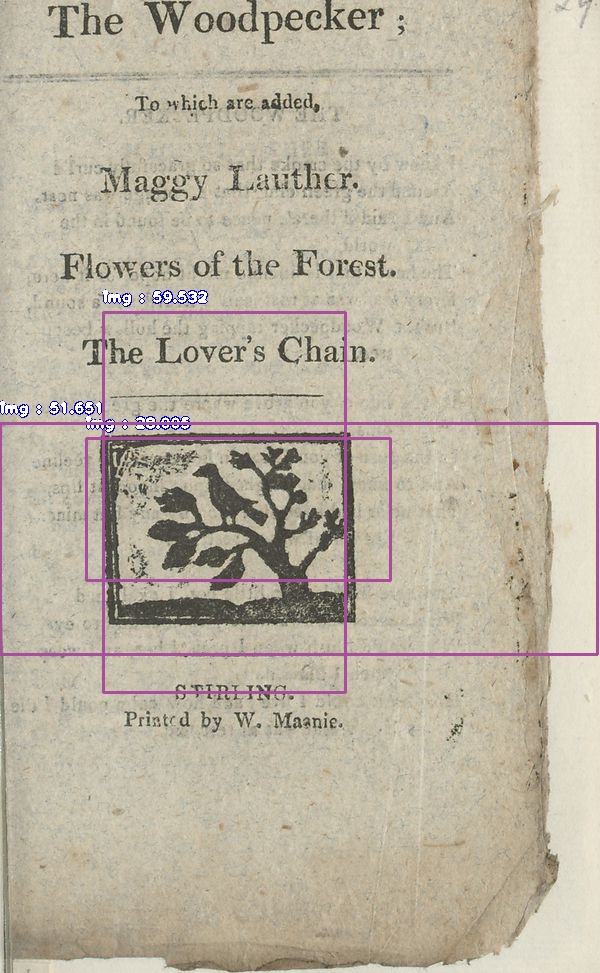 The Woodpecker ;
To which are added,
Maggy Lauther.
Flowers of the Forest.
The Lover's Chain.
img : 59.532
img : 51.651
img : 28.005
STIRLING.
Printed by W. Macnie.